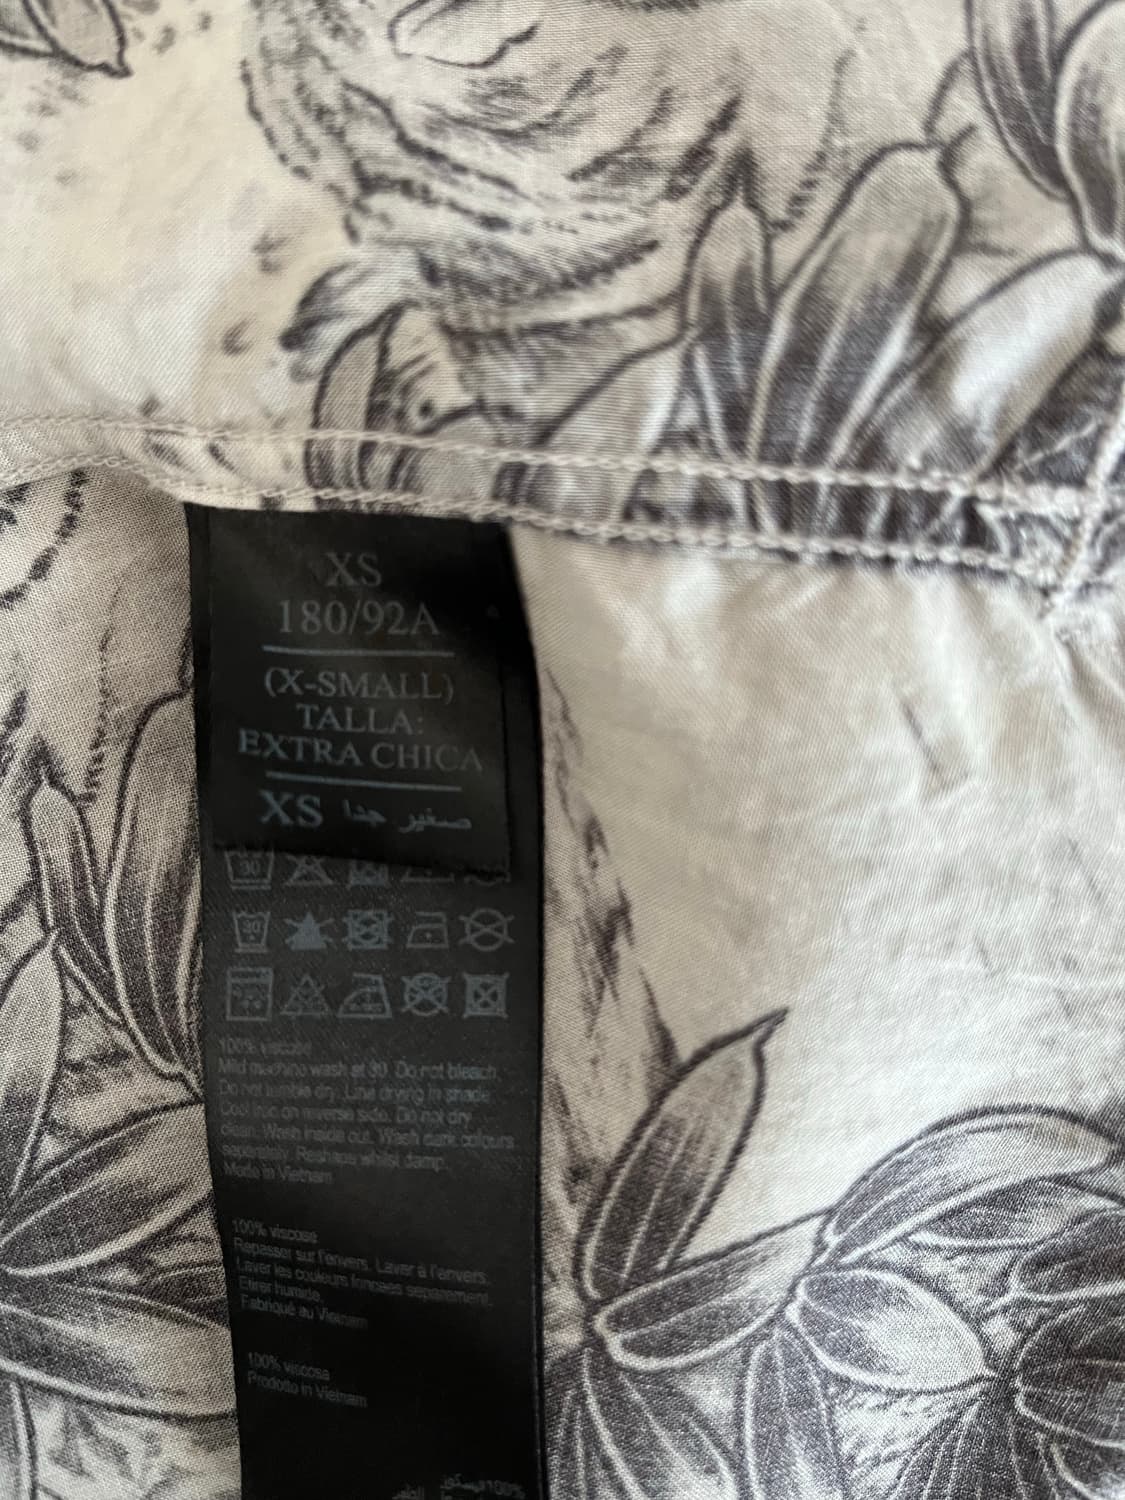 XS
180/92A
(X-SMALL)
TALLA:
EXTRA CHICA
XS صغير جدا
30
30
100% viscose
Mild machine wash at 30. Do not bleach.
Do not tumble dry. Line drying in shade.
Cool iron on reverse side. Do not dry
clean. Wash inside out. Wash dark colours
separately. Reshape whilst damp.
Made in Vietnam
100% viscose
Repasser sur l'envers. Laver à l'envers.
Laver les couleurs foncées séparément.
Etirer humide.
Fabriqué au Vietnam
100% viscosa
Prodotto in Vietnam
100%